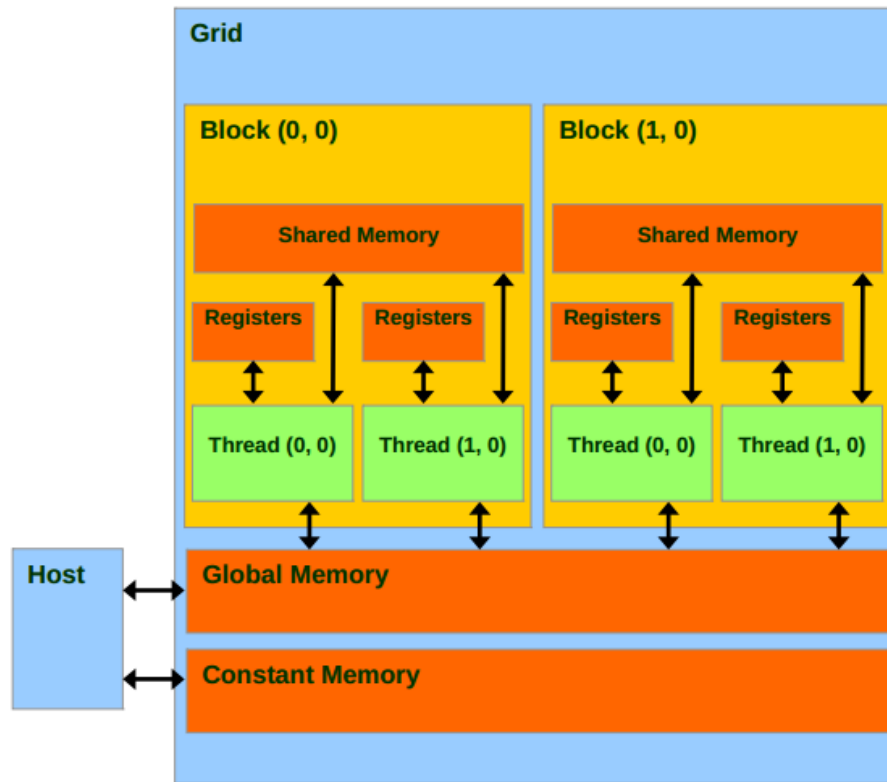 Grid
Block (0, 0)
Block (1, 0)
Shared Memory
Shared Memory
Registers
Registers
Registers
Registers
Thread (0, 0)
Thread (1, 0)
Thread (0, 0)
Thread (1, 0)
Host
Global Memory
Constant Memory